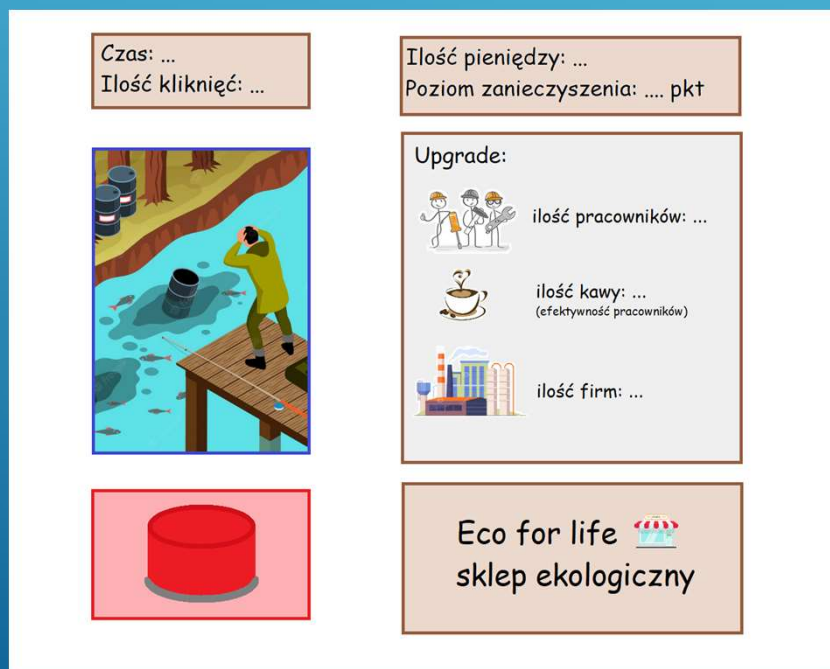 Czas: ...
Ilość kliknięć: ...
Ilość pieniędzy: ...
Poziom zanieczyszenia: .... pkt
Upgrade:
ilość pracowników: ...
ilość kawy: ...
(efektywność pracowników)
ilość firm: ...
Eco for life
sklep ekologiczny